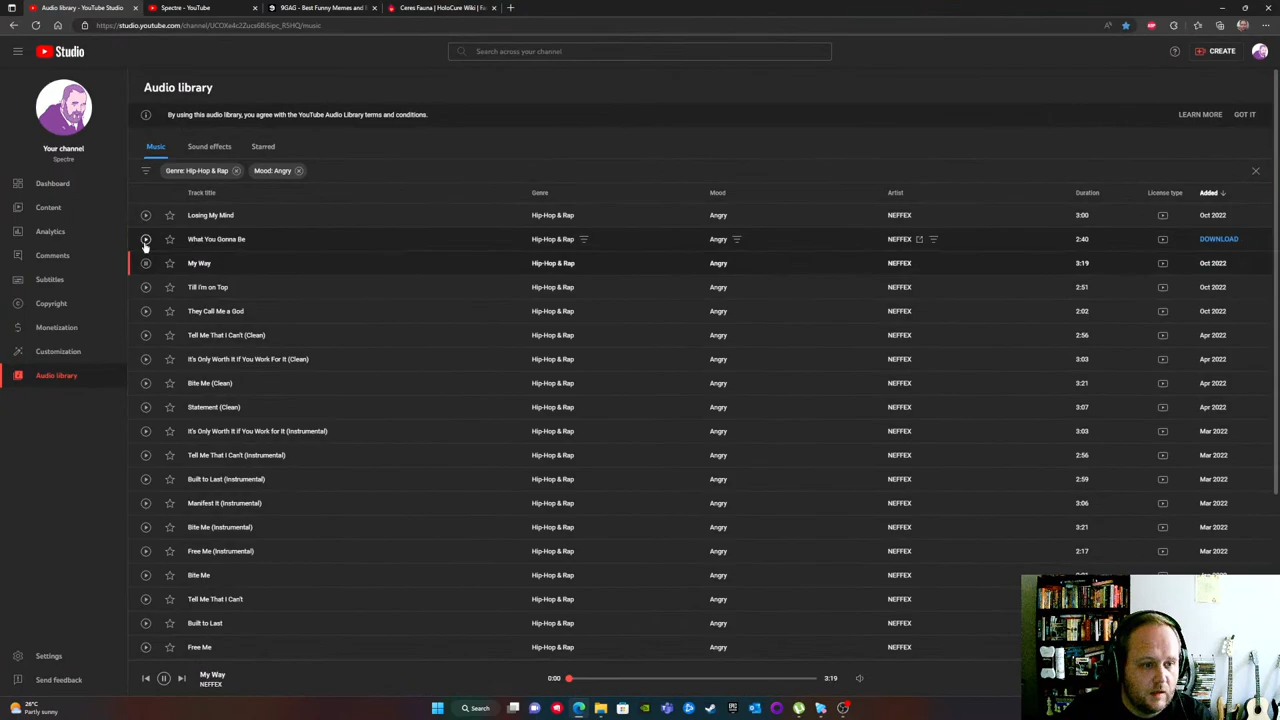 Audio library - YouTube Studio
Spectre - YouTube
9GAG - Best Funny Memes and
Ceres Fauna | HoloCure Wiki | Fa
https://studio.youtube.com/channel/
/music
Studio
Search across your channel
CREATE
Your channel
Spectre
Dashboard
Content
Analytics
Comments
Subtitles
Copyright
Monetization
Customization
Audio library
Settings
Send feedback
Audio library
By using this audio library, you agree with the YouTube Audio Library terms and conditions.
LEARN MORE
GOT IT
Music
Sound effects
Starred
Genre: Hip-Hop & Rap
Mood: Angry
Track title Genre Mood Artist Duration License type Added
Losing My Mind Hip-Hop & Rap Angry NEFFEX 3:00 Oct 2022
What You Gonna Be Hip-Hop & Rap Angry NEFFEX 2:40 DOWNLOAD
My Way Hip-Hop & Rap Angry NEFFEX 3:19 Oct 2022
Till I'm on Top Hip-Hop & Rap Angry NEFFEX 2:51 Oct 2022
They Call Me a God Hip-Hop & Rap Angry NEFFEX 2:02 Oct 2022
Tell Me That I Can't (Clean) Hip-Hop & Rap Angry NEFFEX 2:56 Apr 2022
It's Only Worth It if You Work For It (Clean) Hip-Hop & Rap Angry NEFFEX 3:03 Apr 2022
Bite Me (Clean) Hip-Hop & Rap Angry NEFFEX 3:21 Apr 2022
Statement (Clean) Hip-Hop & Rap Angry NEFFEX 3:07 Apr 2022
It's Only Worth It if You Work for It (Instrumental) Hip-Hop & Rap Angry NEFFEX 3:03 Mar 2022
Tell Me That I Can't (Instrumental) Hip-Hop & Rap Angry NEFFEX 2:56 Mar 2022
Built to Last (Instrumental) Hip-Hop & Rap Angry NEFFEX 2:59 Mar 2022
Manifest It (Instrumental) Hip-Hop & Rap Angry NEFFEX 3:06 Mar 2022
Bite Me (Instrumental) Hip-Hop & Rap Angry NEFFEX 3:21 Mar 2022
Free Me (Instrumental) Hip-Hop & Rap Angry NEFFEX 2:17 Mar 2022
Bite Me Hip-Hop & Rap Angry NEFFEX
Tell Me That I Can't Hip-Hop & Rap Angry NEFFEX
Built to Last Hip-Hop & Rap Angry NEFFEX
Free Me Hip-Hop & Rap Angry NEFFEX
My Way
NEFFEX
0:00
3:19
26°C
Partly sunny
Search